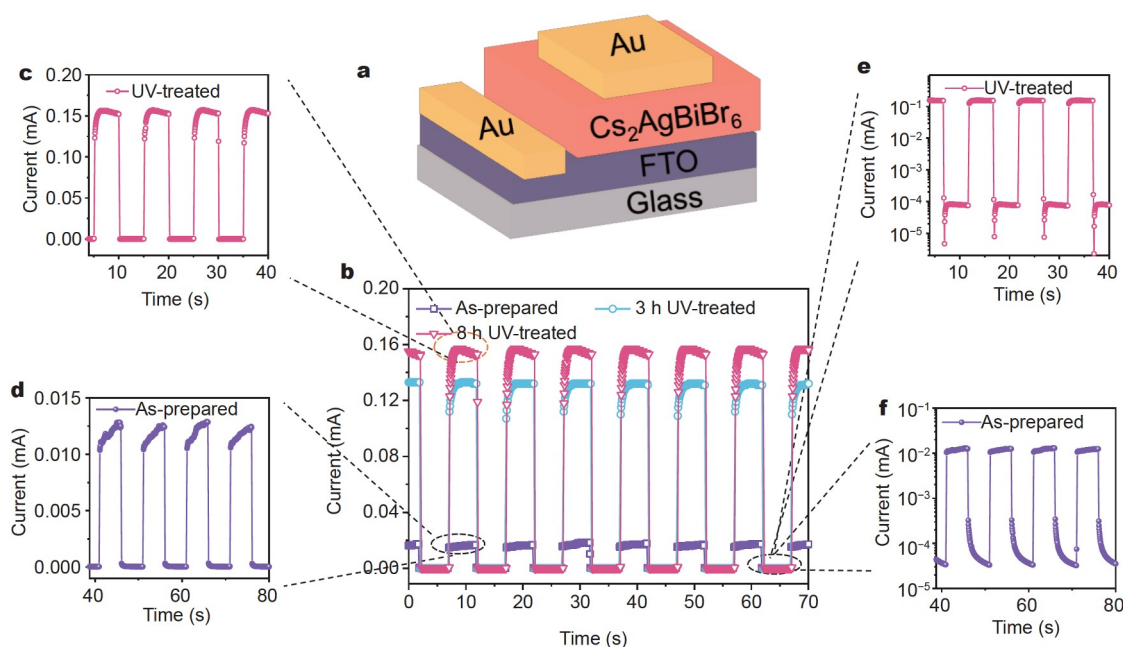 a
Au
Au
Cs₂AgBiBr₆
FTO
Glass
b
0.20
0.16
0.12
0.08
0.04
0.00
Current (mA)
As-prepared
3 h UV-treated
8 h UV-treated
0 10 20 30 40 50 60 70
Time (s)
c
0.20
0.15
0.10
0.05
0.00
Current (mA)
UV-treated
10 20 30 40
Time (s)
d
0.015
0.010
0.005
0.000
Current (mA)
As-prepared
40 60 80
Time (s)
e
10⁻¹
10⁻²
10⁻³
10⁻⁴
10⁻⁵
Current (mA)
UV-treated
10 20 30 40
Time (s)
f
10⁻¹
10⁻²
10⁻³
10⁻⁴
10⁻⁵
Current (mA)
As-prepared
40 60 80
Time (s)